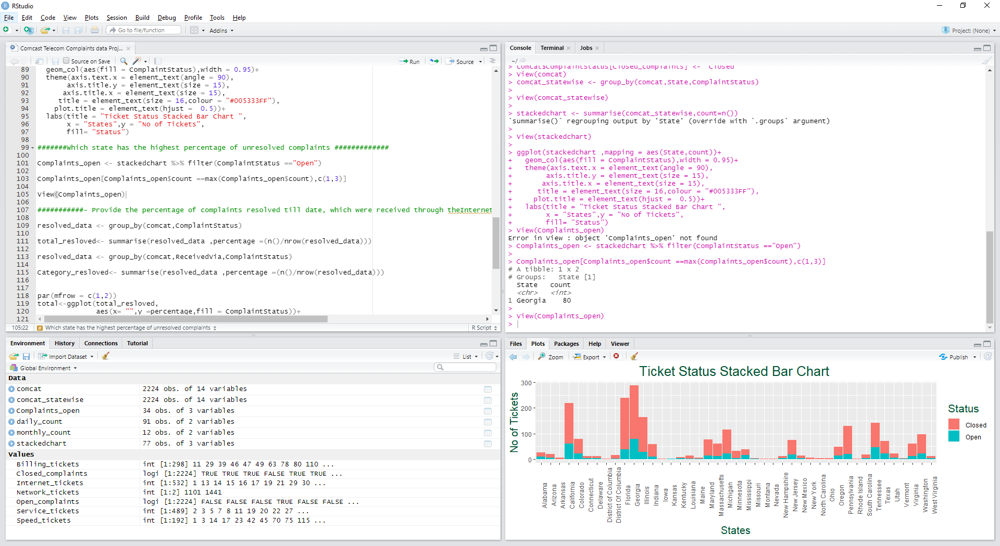 RStudio
File Edit Code View Plots Session Build Debug Profile Tools Help
Go to file/function Addins Project: (None)
Comcast Telecom Complaints data Proj...
Source on Save Run Source
89 geom_col(aes(fill = ComplaintStatus),width = 0.95)+
90 theme(axis.text.x = element_text(angle = 90),
91 axis.title.y = element_text(size = 15),
92 axis.title.x = element_text(size = 15),
93 title = element_text(size = 16,colour = "#005333FF"),
94 plot.title = element_text(hjust =  0.5))+
95 labs(title = "Ticket Status Stacked Bar Chart ",
96 x = "States",y = "No of Tickets",
97 fill= "Status")
98
99 #######Which state has the highest percentage of unresolved complaints #############
100
101 Complaints_open <- stackedchart %>% filter(ComplaintStatus =="Open")
102
103 Complaints_open[Complaints_open$count ==max(Complaints_open$count),c(1,3)]
104
105 View(Complaints_open)
106
107 ###########- Provide the percentage of complaints resolved till date, which were received through theInternet
108
109 resolved_data <- group_by(comcat,ComplaintStatus)
110
111 total_resloved<- summarise(resolved_data ,percentage =(n()/nrow(resolved_data)))
112
113 resolved_data <- group_by(comcat,ReceivedVia,ComplaintStatus)
114
115 Category_resloved<- summarise(resolved_data ,percentage =(n()/nrow(resolved_data)))
116
117
118 par(mfrow = c(1,2))
119 total<-ggplot(total_resloved,
120 aes(x= "",y =percentage,fill = ComplaintStatus))+
121
105:22 Which state has the highest percentage of unresolved complaints R Script
Console Terminal Jobs
~/
> comcat$ComplaintStatus[Closed_complaints] <- "Closed"
> View(comcat)
> comcat_statewise <- group_by(comcat,State,ComplaintStatus)
>
> View(comcat_statewise)
>
> stackedchart <- summarise(comcat_statewise,count=n())
`summarise()` regrouping output by 'State' (override with `.groups` argument)
>
> View(stackedchart)
>
> ggplot(stackedchart ,mapping = aes(State,count))+
+ geom_col(aes(fill = ComplaintStatus),width = 0.95)+
+ theme(axis.text.x = element_text(angle = 90),
+ axis.title.y = element_text(size = 15),
+ axis.title.x = element_text(size = 15),
+ title = element_text(size = 16,colour = "#005333FF"),
+ plot.title = element_text(hjust =  0.5))+
+ labs(title = "Ticket Status Stacked Bar Chart ",
+ x = "States",y = "No of Tickets",
+ fill= "Status")
> View(Complaints_open)
Error in View : object 'Complaints_open' not found
> Complaints_open <- stackedchart %>% filter(ComplaintStatus =="Open")
>
> Complaints_open[Complaints_open$count ==max(Complaints_open$count),c(1,3)]
# A tibble: 1 x 2
# Groups:   State [1]
State count
<chr> <int>
1 Georgia 80
>
> View(Complaints_open)
>
Environment History Connections Tutorial
Import Dataset List
Global Environment
Data
comcat 2224 obs. of 14 variables
comcat_statewise 2224 obs. of 14 variables
Complaints_open 34 obs. of 3 variables
daily_count 91 obs. of 2 variables
monthly_count 12 obs. of 2 variables
stackedchart 77 obs. of 3 variables
Values
Billing_tickets int [1:298] 11 29 39 46 47 49 63 78 80 110 ...
Closed_complaints logi [1:2224] TRUE TRUE TRUE FALSE TRUE TRUE ...
Internet_tickets int [1:532] 1 13 14 15 16 17 19 21 29 30 ...
Network_tickets int [1:2] 1101 1441
Open_complaints logi [1:2224] FALSE FALSE FALSE TRUE FALSE FALSE ...
Service_tickets int [1:489] 2 3 5 7 8 11 19 20 22 27 ...
Speed_tickets int [1:192] 1 3 14 17 23 42 45 70 75 115 ...
Files Plots Packages Help Viewer
Zoom Export Publish
Ticket Status Stacked Bar Chart
No of Tickets
300
200
100
0
Status
Closed
Open
Alabama
Arizona
Arkansas
California
Colorado
Connecticut
Delaware
District of Columbia
District Of Columbia
Florida
Georgia
Illinois
Indiana
Iowa
Kansas
Kentucky
Louisiana
Maine
Maryland
Massachusetts
Michigan
Minnesota
Mississippi
Missouri
Montana
Nevada
New Hampshire
New Jersey
New Mexico
New York
North Carolina
Ohio
Oregon
Pennsylvania
Rhode Island
South Carolina
Tennessee
Texas
Utah
Vermont
Virginia
Washington
West Virginia
States